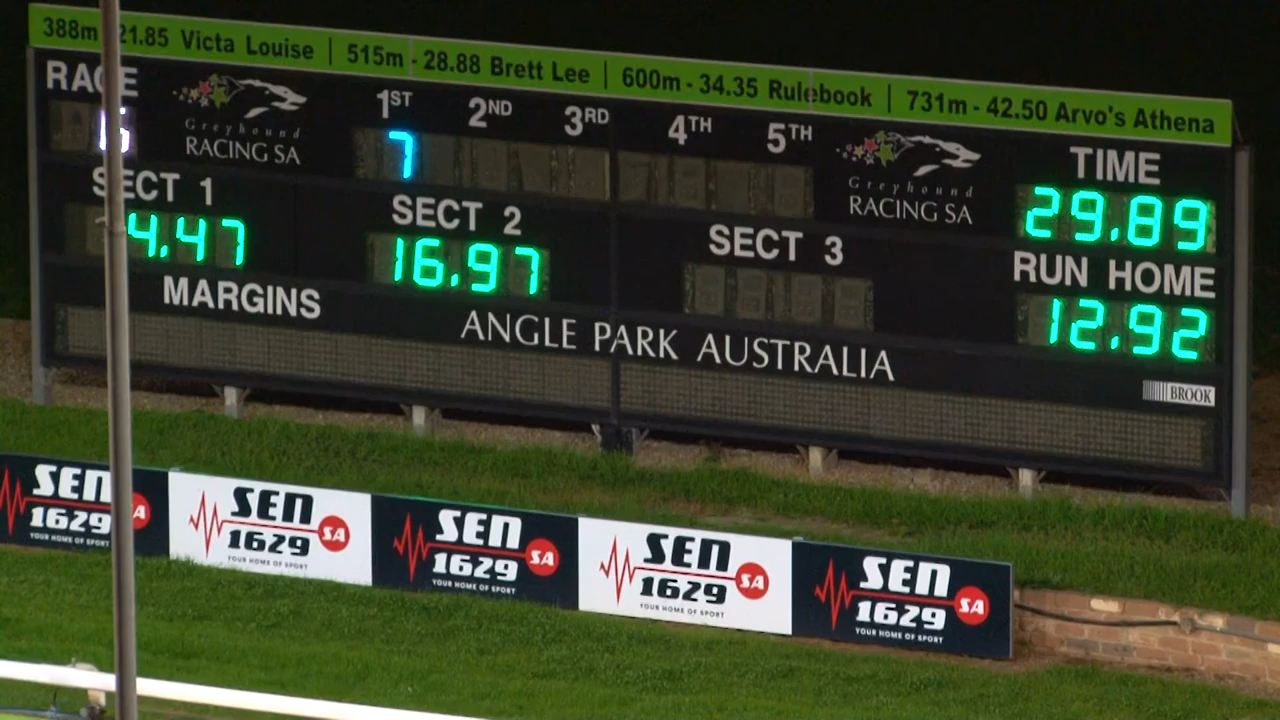 388m 21.85 Victa Louise | 515m - 28.88 Brett Lee | 600m - 34.35 Rulebook | 731m - 42.50 Arvo's Athena
RACE
Greyhound
RACING SA
1ST 2ND 3RD 4TH 5TH
7
Greyhound
RACING SA
TIME
29.89
SECT 1
4.47
SECT 2
16.97
SECT 3
RUN HOME
12.92
MARGINS
ANGLE PARK AUSTRALIA
BROOK
SEN
1629
SA
YOUR HOME OF SPORT
SEN
1629
SA
YOUR HOME OF SPORT
SEN
1629
SA
YOUR HOME OF SPORT
SEN
1629
SA
YOUR HOME OF SPORT
SEN
1629
SA
YOUR HOME OF SPORT